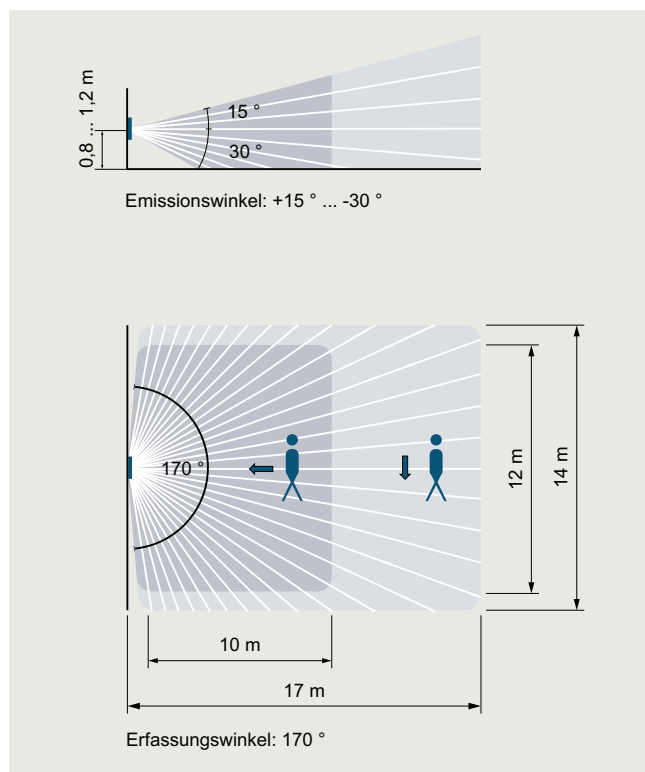 0,8 ... 1,2 m
15 °
30 °
Emissionswinkel: +15 ° ... -30 °
170 °
12 m
14 m
10 m
17 m
Erfassungswinkel: 170 °